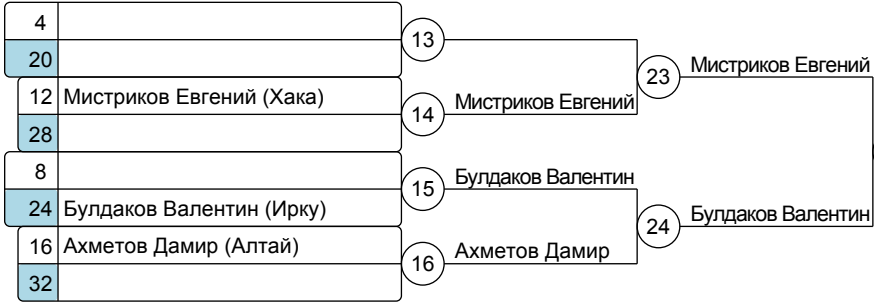 4
13
20
Мистриков Евгений
23
12 Мистриков Евгений (Хака)
Мистриков Евгений
14
28
8
Булдаков Валентин
15
24 Булдаков Валентин (Ирку)
Булдаков Валентин
24
16 Ахметов Дамир (Алтай)
Ахметов Дамир
16
32